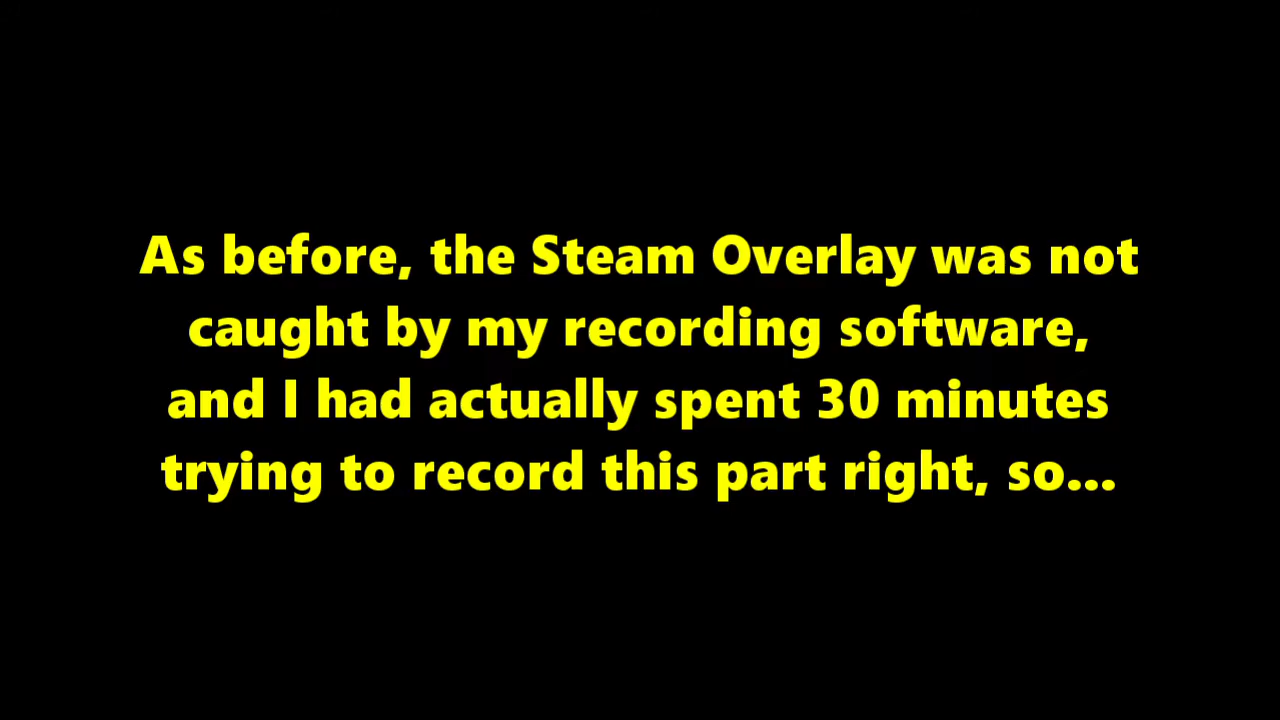 As before, the Steam Overlay was not
caught by my recording software,
and I had actually spent 30 minutes
trying to record this part right, so...